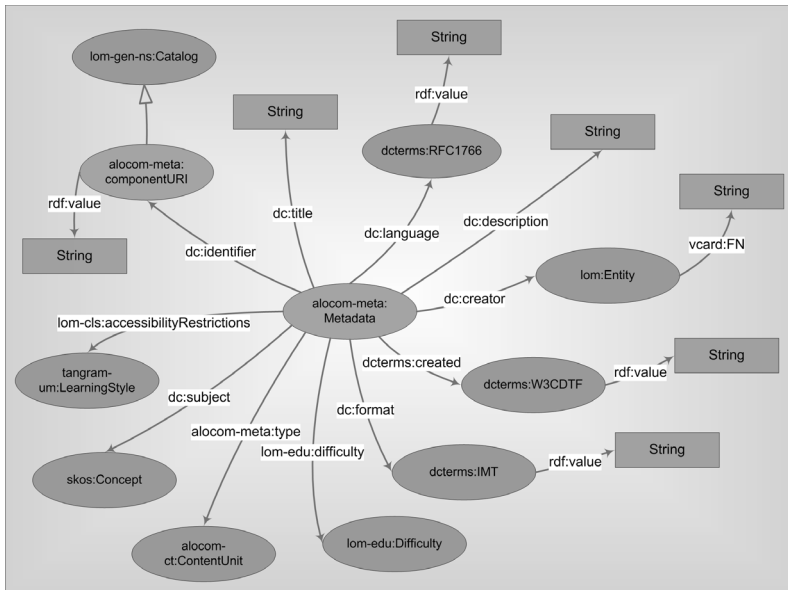 String
lom-gen-ns:Catalog
rdf:value
String
String
dcterms:RFC1766
alocom-meta:
componentURI
String
rdf:value
dc:title
dc:language
dc:description
vcard:FN
String
dc:identifier
lom:Entity
alocom-meta:
Metadata
dc:creator
lom-cls:accessibilityRestrictions
String
dcterms:created
rdf:value
tangram-
um:LearningStyle
dcterms:W3CDTF
dc:subject
dc:format
alocom-meta:type
lom-edu:difficulty
String
rdf:value
dcterms:IMT
skos:Concept
lom-edu:Difficulty
alocom-
ct:ContentUnit